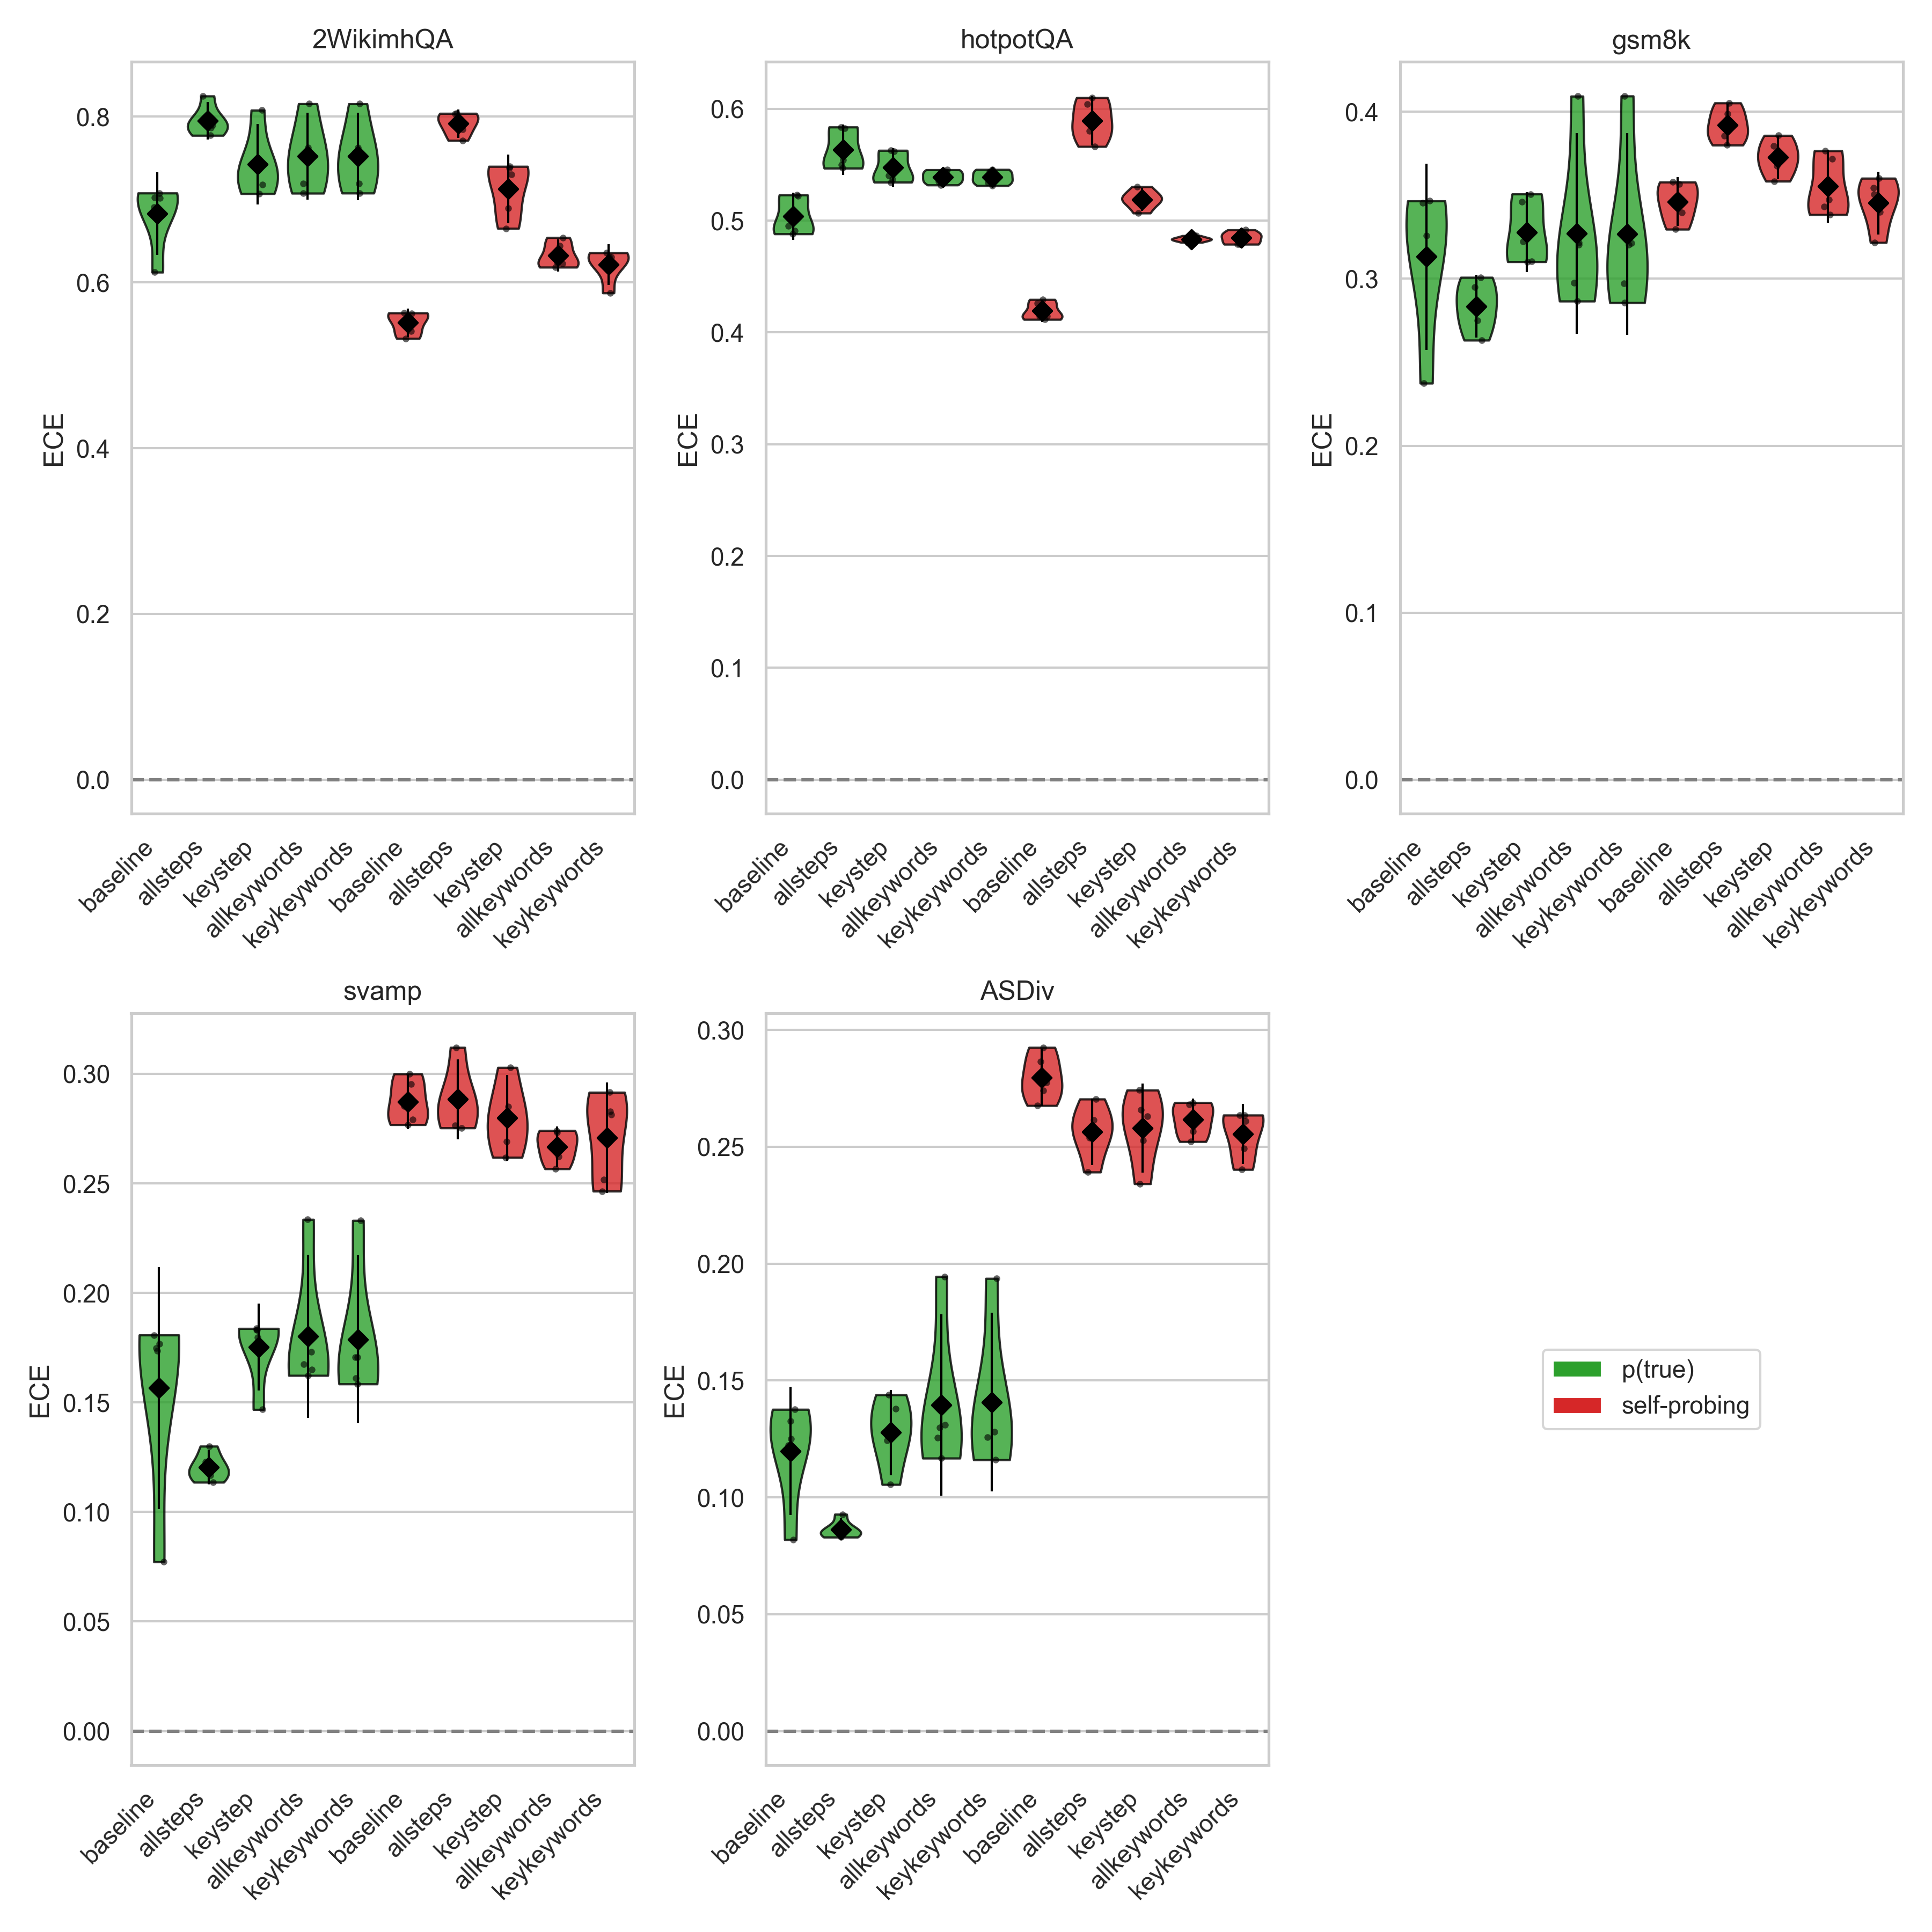 2WikimhQA
ECE
0.8
0.6
0.4
0.2
0.0
baseline
allsteps
keystep
allkeywords
keykeywords
baseline
allsteps
keystep
allkeywords
keykeywords
hotpotQA
ECE
0.6
0.5
0.4
0.3
0.2
0.1
0.0
baseline
allsteps
keystep
allkeywords
keykeywords
baseline
allsteps
keystep
allkeywords
keykeywords
gsm8k
ECE
0.4
0.3
0.2
0.1
0.0
baseline
allsteps
keystep
allkeywords
keykeywords
baseline
allsteps
keystep
allkeywords
keykeywords
svamp
ECE
0.30
0.25
0.20
0.15
0.10
0.05
0.00
baseline
allsteps
keystep
allkeywords
keykeywords
baseline
allsteps
keystep
allkeywords
keykeywords
ASDiv
ECE
0.30
0.25
0.20
0.15
0.10
0.05
0.00
baseline
allsteps
keystep
allkeywords
keykeywords
baseline
allsteps
keystep
allkeywords
keykeywords
p(true)
self-probing